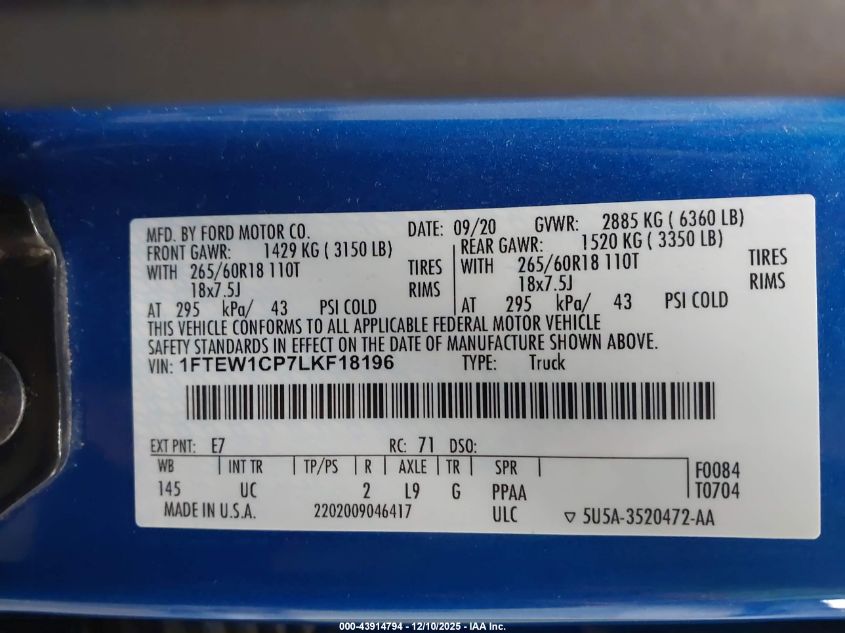 MFD. BY FORD MOTOR CO. DATE: 09/20 GVWR: 2885 KG ( 6360 LB)
FRONT GAWR: 1429 KG ( 3150 LB) REAR GAWR: 1520 KG ( 3350 LB)
WITH 265/60R18 110T TIRES WITH 265/60R18 110T TIRES
18x7.5J RIMS 18x7.5J RIMS
AT 295 kPa/ 43 PSI COLD AT 295 kPa/ 43 PSI COLD
THIS VEHICLE CONFORMS TO ALL APPLICABLE FEDERAL MOTOR VEHICLE
SAFETY STANDARDS IN EFFECT ON THE DATE OF MANUFACTURE SHOWN ABOVE.
VIN: 1FTEW1CP7LKF18196 TYPE: Truck
EXT PNT: E7 RC: 71 DSO:
WB INT TR TP/PS R AXLE TR SPR F0084
145 UC 2 L9 G PPAA T0704
MADE IN U.S.A. 2202009046417 ULC ▽ 5U5A-3520472-AA
000-43914794 - 12/10/2025 - IAA Inc.